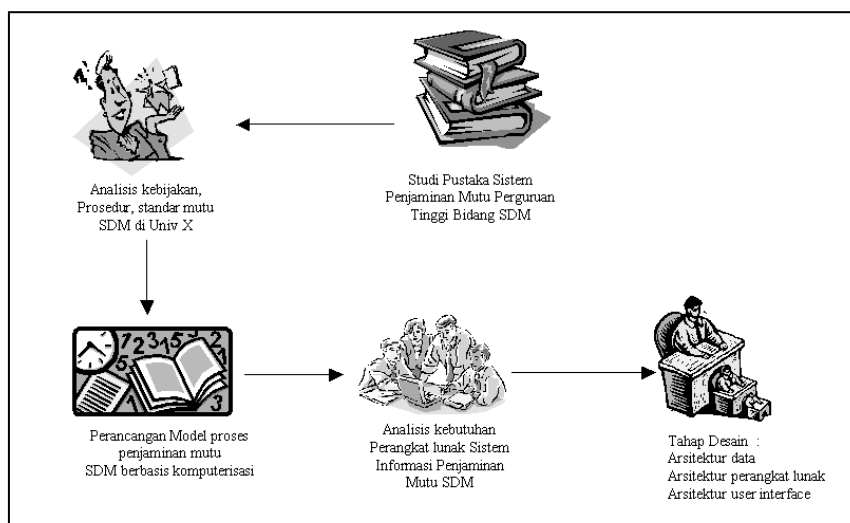 Studi Pustaka Sistem
Penjaminan Mutu Perguruan
Tinggi Bidang SDM
Analisis kebijakan,
Prosedur, standar mutu
SDM di Univ X
Perancangan Model proses
penjaminan mutu
SDM berbasis komputerisasi
Analisis kebutuhan
Perangkat lunak Sistem
Informasi Penjaminan
Mutu SDM
Tahap Desain :
Arsitektur data
Arsitektur perangkat lunak
Arsitektur user interface